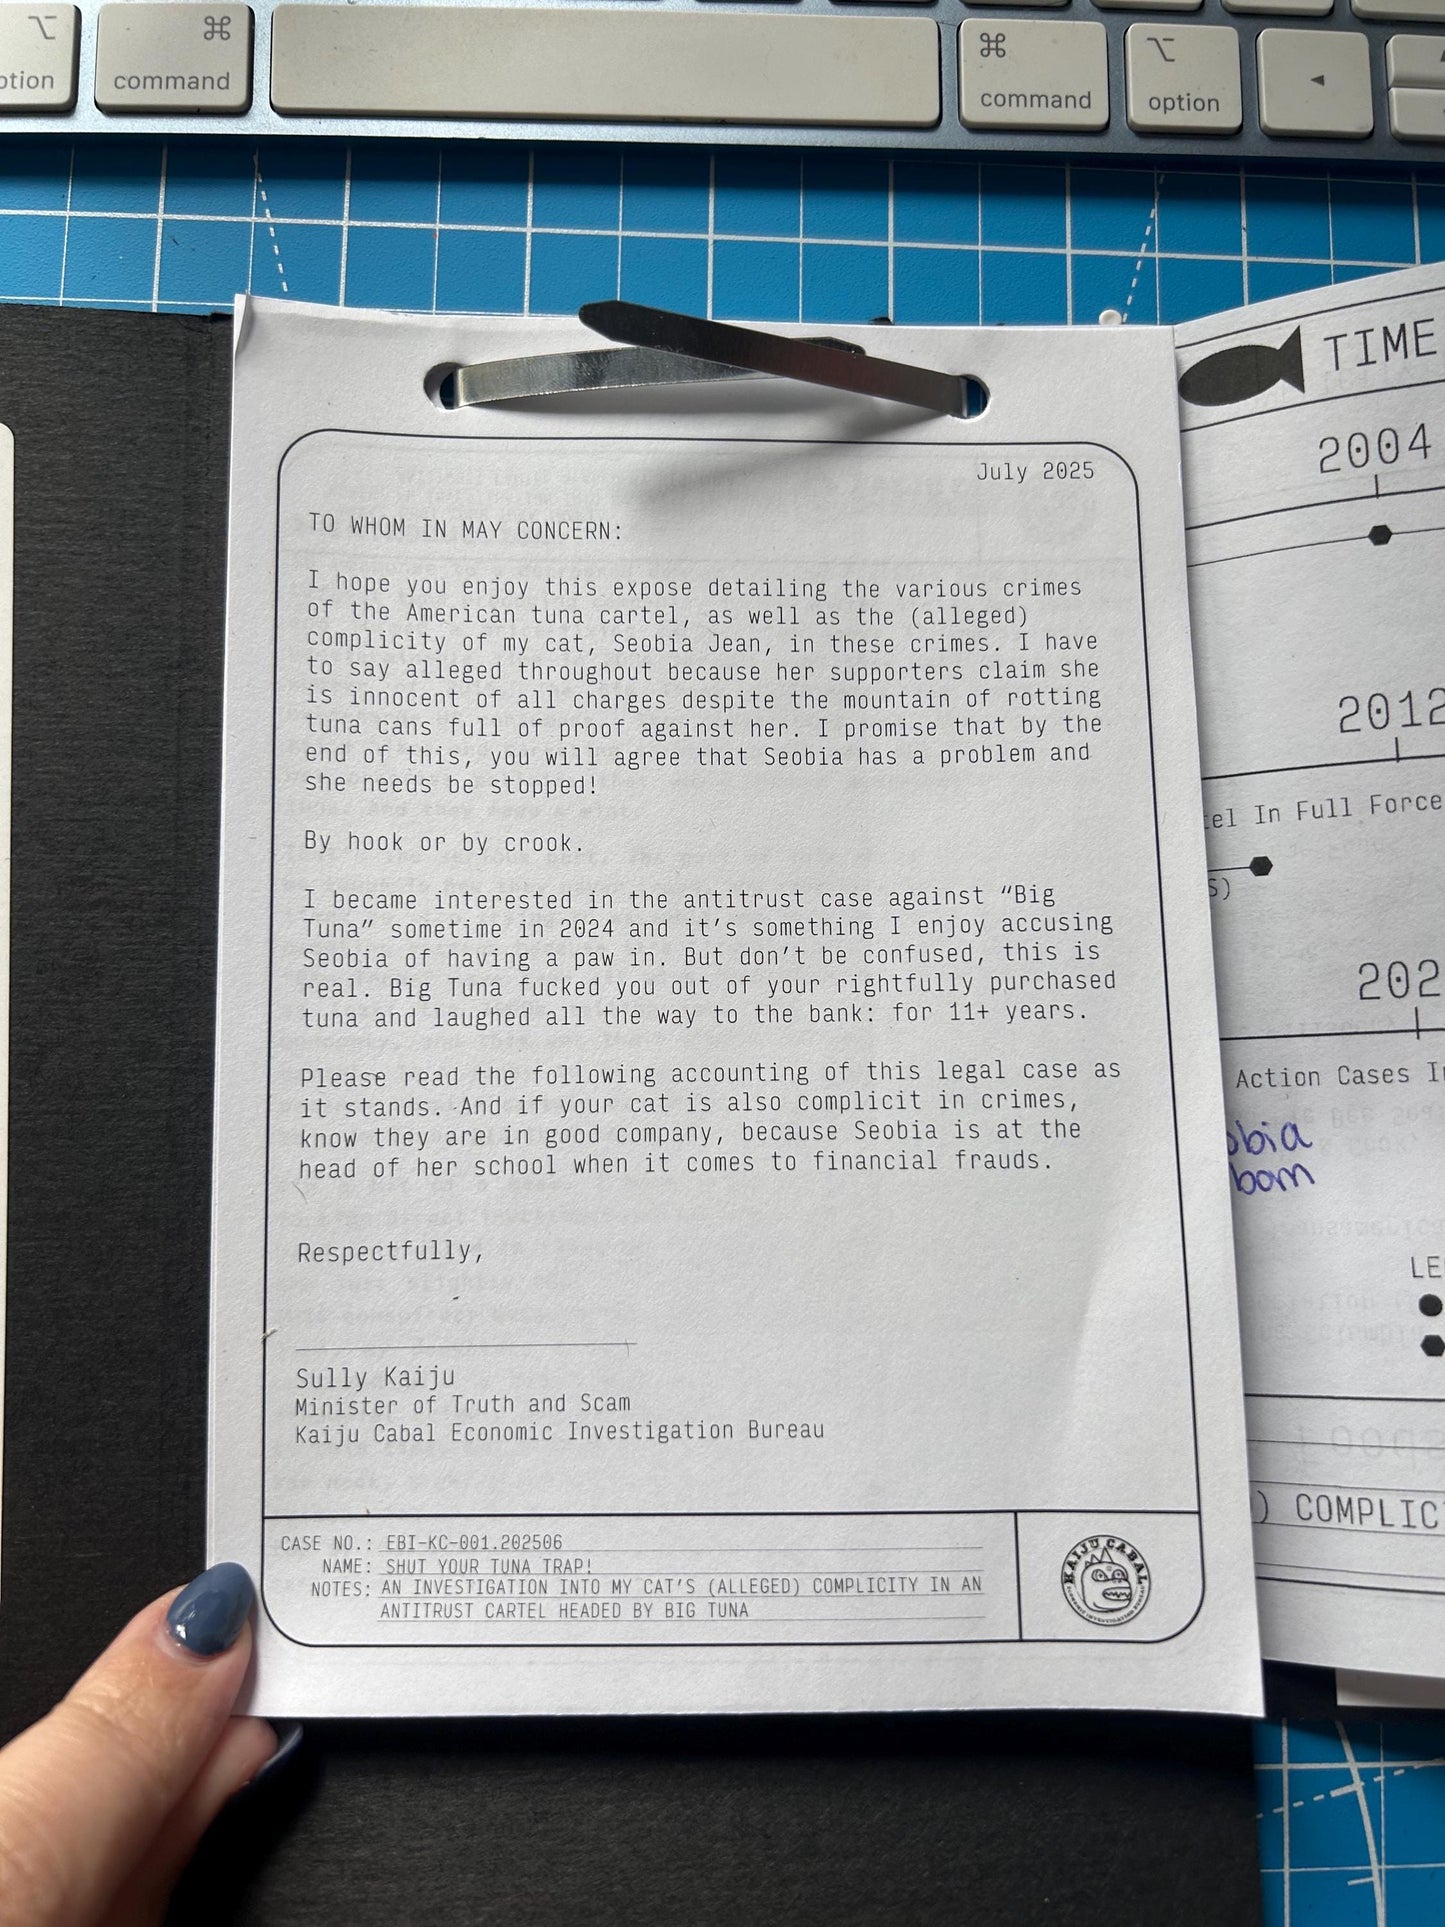 option
command
command
option
July 2025
TO WHOM IN MAY CONCERN:
I hope you enjoy this expose detailing the various crimes
of the American tuna cartel, as well as the (alleged)
complicity of my cat, Seobia Jean, in these crimes. I have
to say alleged throughout because her supporters claim she
is innocent of all charges despite the mountain of rotting
tuna cans full of proof against her. I promise that by the
end of this, you will agree that Seobia has a problem and
she needs be stopped!
By hook or by crook.
I became interested in the antitrust case against “Big
Tuna” sometime in 2024 and it’s something I enjoy accusing
Seobia of having a paw in. But don’t be confused, this is
real. Big Tuna fucked you out of your rightfully purchased
tuna and laughed all the way to the bank: for 11+ years.
Please read the following accounting of this legal case as
it stands. And if your cat is also complicit in crimes,
know they are in good company, because Seobia is at the
head of her school when it comes to financial frauds.
Respectfully,
Sully Kaiju
Minister of Truth and Scam
Kaiju Cabal Economic Investigation Bureau
CASE NO.: EBI-KC-001.202506
NAME: SHUT YOUR TUNA TRAP!
NOTES: AN INVESTIGATION INTO MY CAT’S (ALLEGED) COMPLICITY IN AN
ANTITRUST CARTEL HEADED BY BIG TUNA
KAIJU CABAL
TIME
2004
2012
tel In Full Force
S)
202
Action Cases I
obia
born
LE
) COMPLIC